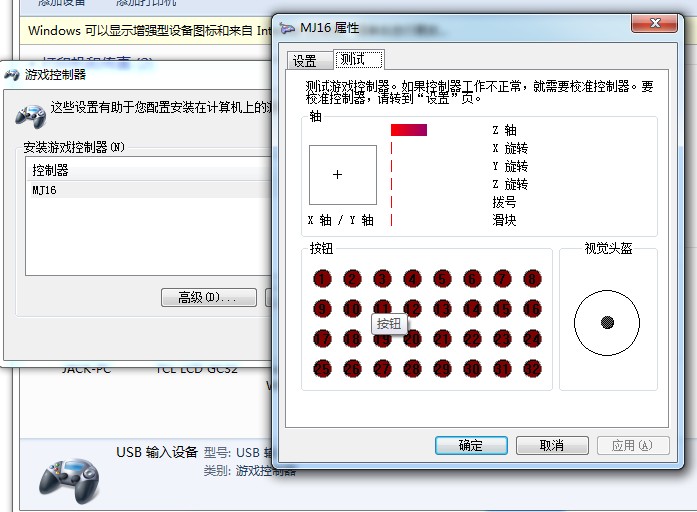 添加设备 添加打印机
Windows 可以显示增强型设备图标和来自 Int
打印机和传真 (3)
MJ16 属性
设置 测试
测试游戏控制器。如果控制器工作不正常，就需要校准控制器。要
校准控制器，请转到“设置”页。
轴
Z 轴
X 旋转
Y 旋转
Z 旋转
拨号
滑块
X 轴 / Y 轴
按钮
1 2 3 4 5 6 7 8
9 10 11 12 13 14 15 16
17 18 19 20 21 22 23 24
25 26 27 28 29 30 31 32
按钮
视觉头盔
确定 取消 应用(A)
游戏控制器
这些设置有助于您配置安装在计算机上的游
安装游戏控制器(N)
控制器
MJ16
高级(D)...
JACK-PC TCL LCD GCS2
USB 输入设备 型号: USB 输
类别: 游戏控制器